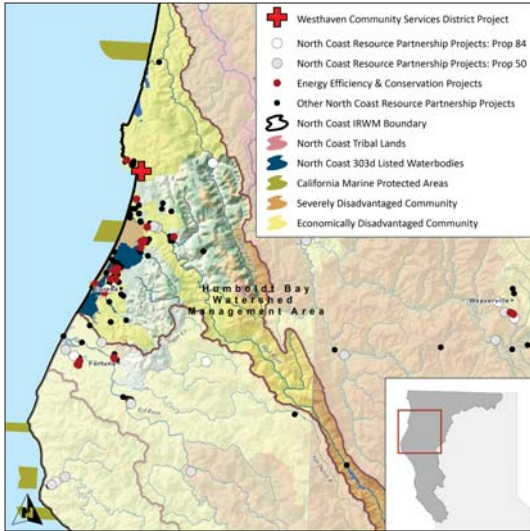 Westhaven Community Services District Project
North Coast Resource Partnership Projects: Prop 84
North Coast Resource Partnership Projects: Prop 50
Energy Efficiency & Conservation Projects
Other North Coast Resource Partnership Projects
North Coast IRWM Boundary
North Coast Tribal Lands
North Coast 303d Listed Waterbodies
California Marine Protected Areas
Severely Disadvantaged Community
Economically Disadvantaged Community
Eureka
Humboldt Bay
Watershed
Management Area
Weaverville
Fortuna
Eel River
N